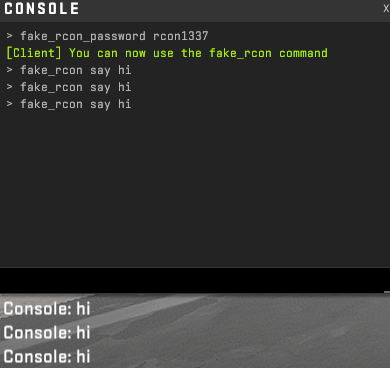 CONSOLE X
> fake_rcon_password rcon1337
[Client] You can now use the fake_rcon command
> fake_rcon say hi
> fake_rcon say hi
> fake_rcon say hi
Console: hi
Console: hi
Console: hi